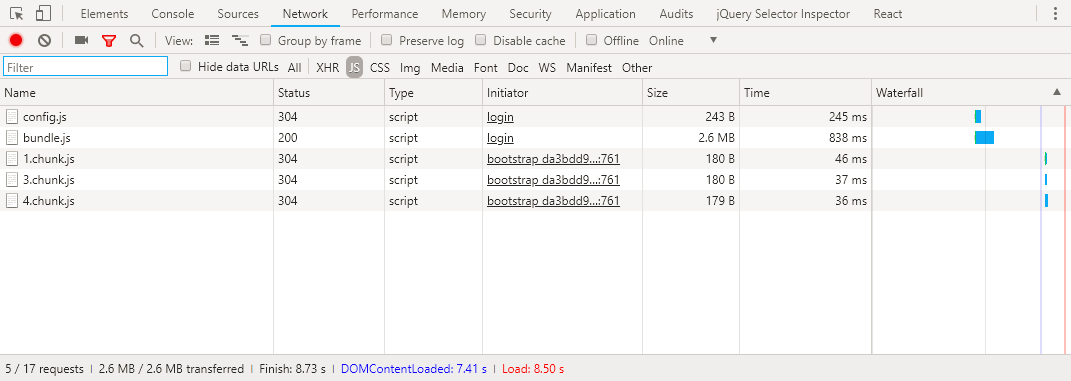 Elements Console Sources Network Performance Memory Security Application Audits jQuery Selector Inspector React
View: Group by frame Preserve log Disable cache Offline Online
Filter Hide data URLs All XHR JS CSS Img Media Font Doc WS Manifest Other
Name Status Type Initiator Size Time Waterfall
config.js 304 script login 243 B 245 ms
bundle.js 200 script login 2.6 MB 838 ms
1.chunk.js 304 script bootstrap da3bdd9...:761 180 B 46 ms
3.chunk.js 304 script bootstrap da3bdd9...:761 180 B 37 ms
4.chunk.js 304 script bootstrap da3bdd9...:761 179 B 36 ms
5 / 17 requests 2.6 MB / 2.6 MB transferred Finish: 8.73 s DOMContentLoaded: 7.41 s Load: 8.50 s